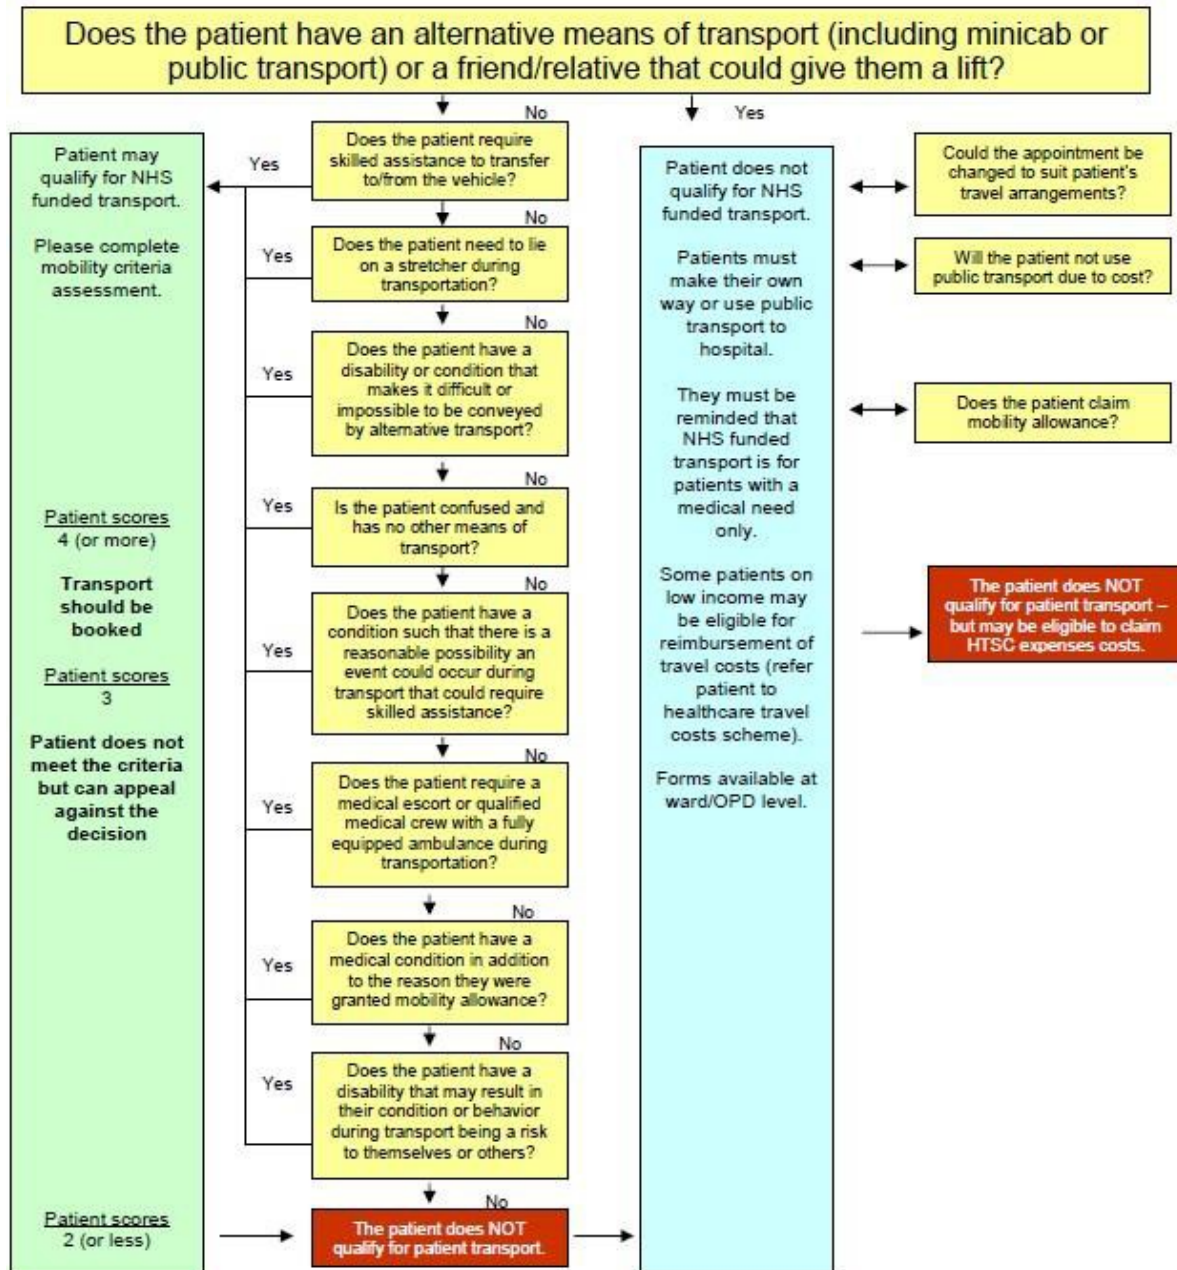 Does the patient have an alternative means of transport (including minicab or
public transport) or a friend/relative that could give them a lift?
No
Yes
Patient may
qualify for NHS
funded transport.
Please complete
mobility criteria
assessment.
Patient scores
4 (or more)
Transport
should be
booked
Patient scores
3
Patient does not
meet the criteria
but can appeal
against the
decision
Patient scores
2 (or less)
Yes
Does the patient require
skilled assistance to transfer
to/from the vehicle?
No
Yes
Does the patient need to lie
on a stretcher during
transportation?
No
Yes
Does the patient have a
disability or condition that
makes it difficult or
impossible to be conveyed
by alternative transport?
No
Yes
Is the patient confused and
has no other means of
transport?
No
Yes
Does the patient have a
condition such that there is a
reasonable possibility an
event could occur during
transport that could require
skilled assistance?
No
Yes
Does the patient require a
medical escort or qualified
medical crew with a fully
equipped ambulance during
transportation?
No
Yes
Does the patient have a
medical condition in addition
to the reason they were
granted mobility allowance?
No
Yes
Does the patient have a
disability that may result in
their condition or behavior
during transport being a risk
to themselves or others?
No
The patient does NOT
qualify for patient transport.
Patient does not
qualify for NHS
funded transport.
Patients must
make their own
way or use public
transport to
hospital.
They must be
reminded that
NHS funded
transport is for
patients with a
medical need
only.
Some patients on
low income may
be eligible for
reimbursement of
travel costs (refer
patient to
healthcare travel
costs scheme).
Forms available at
ward/OPD level.
Could the appointment be
changed to suit patient's
travel arrangements?
Will the patient not use
public transport due to cost?
Does the patient claim
mobility allowance?
The patient does NOT
qualify for patient transport –
but may be eligible to claim
HTSC expenses costs.